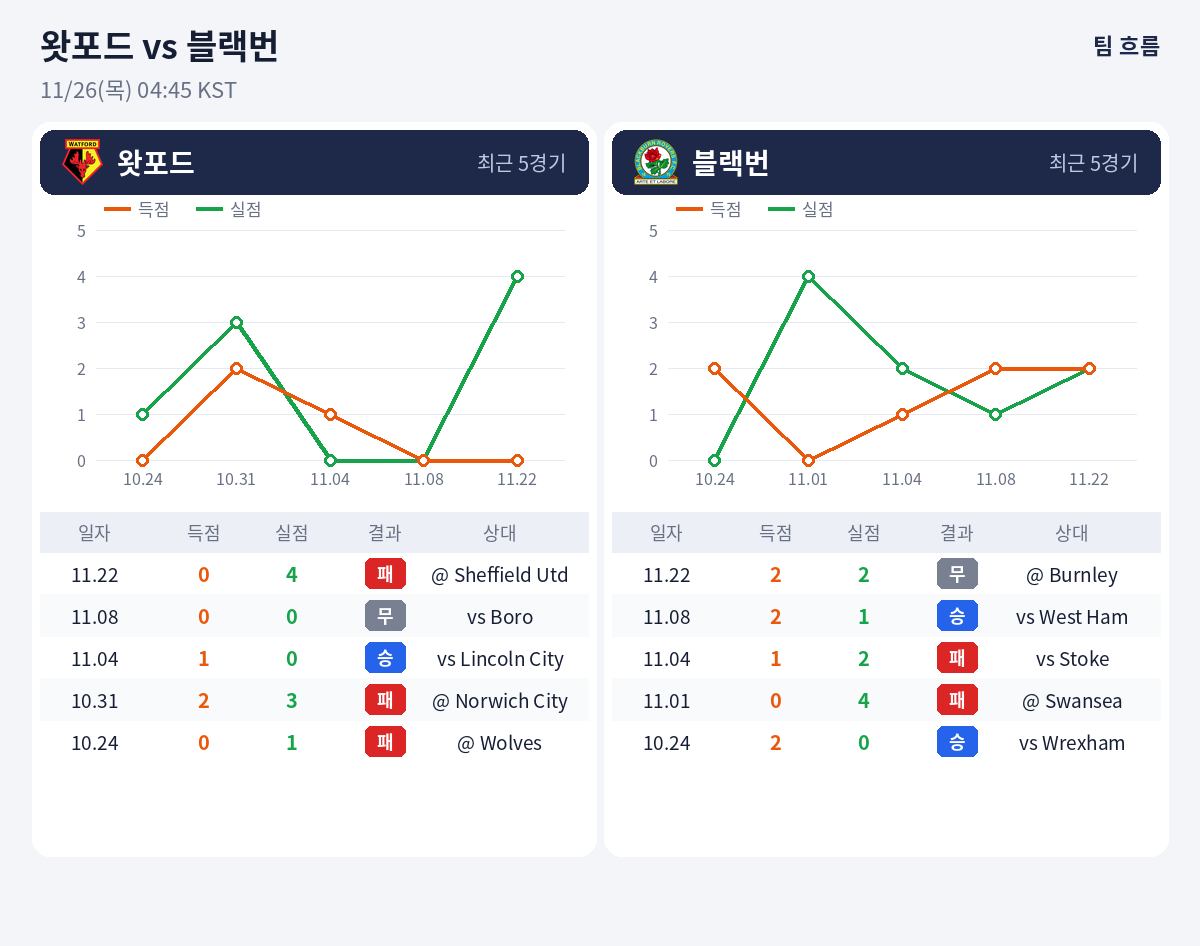 왓포드 vs 블랙번
팀 흐름
11/26(목) 04:45 KST
WATFORD
왓포드
최근 5경기
득점 실점
5
4
3
2
1
0
10.24 10.31 11.04 11.08 11.22
일자 득점 실점 결과 상대
11.22 0 4 패 @ Sheffield Utd
11.08 0 0 무 vs Boro
11.04 1 0 승 vs Lincoln City
10.31 2 3 패 @ Norwich City
10.24 0 1 패 @ Wolves
BLACKBURN ROVERS F.C.
ARTE ET LABORE
블랙번
최근 5경기
득점 실점
5
4
3
2
1
0
10.24 11.01 11.04 11.08 11.22
일자 득점 실점 결과 상대
11.22 2 2 무 @ Burnley
11.08 2 1 승 vs West Ham
11.04 1 2 패 vs Stoke
11.01 0 4 패 @ Swansea
10.24 2 0 승 vs Wrexham